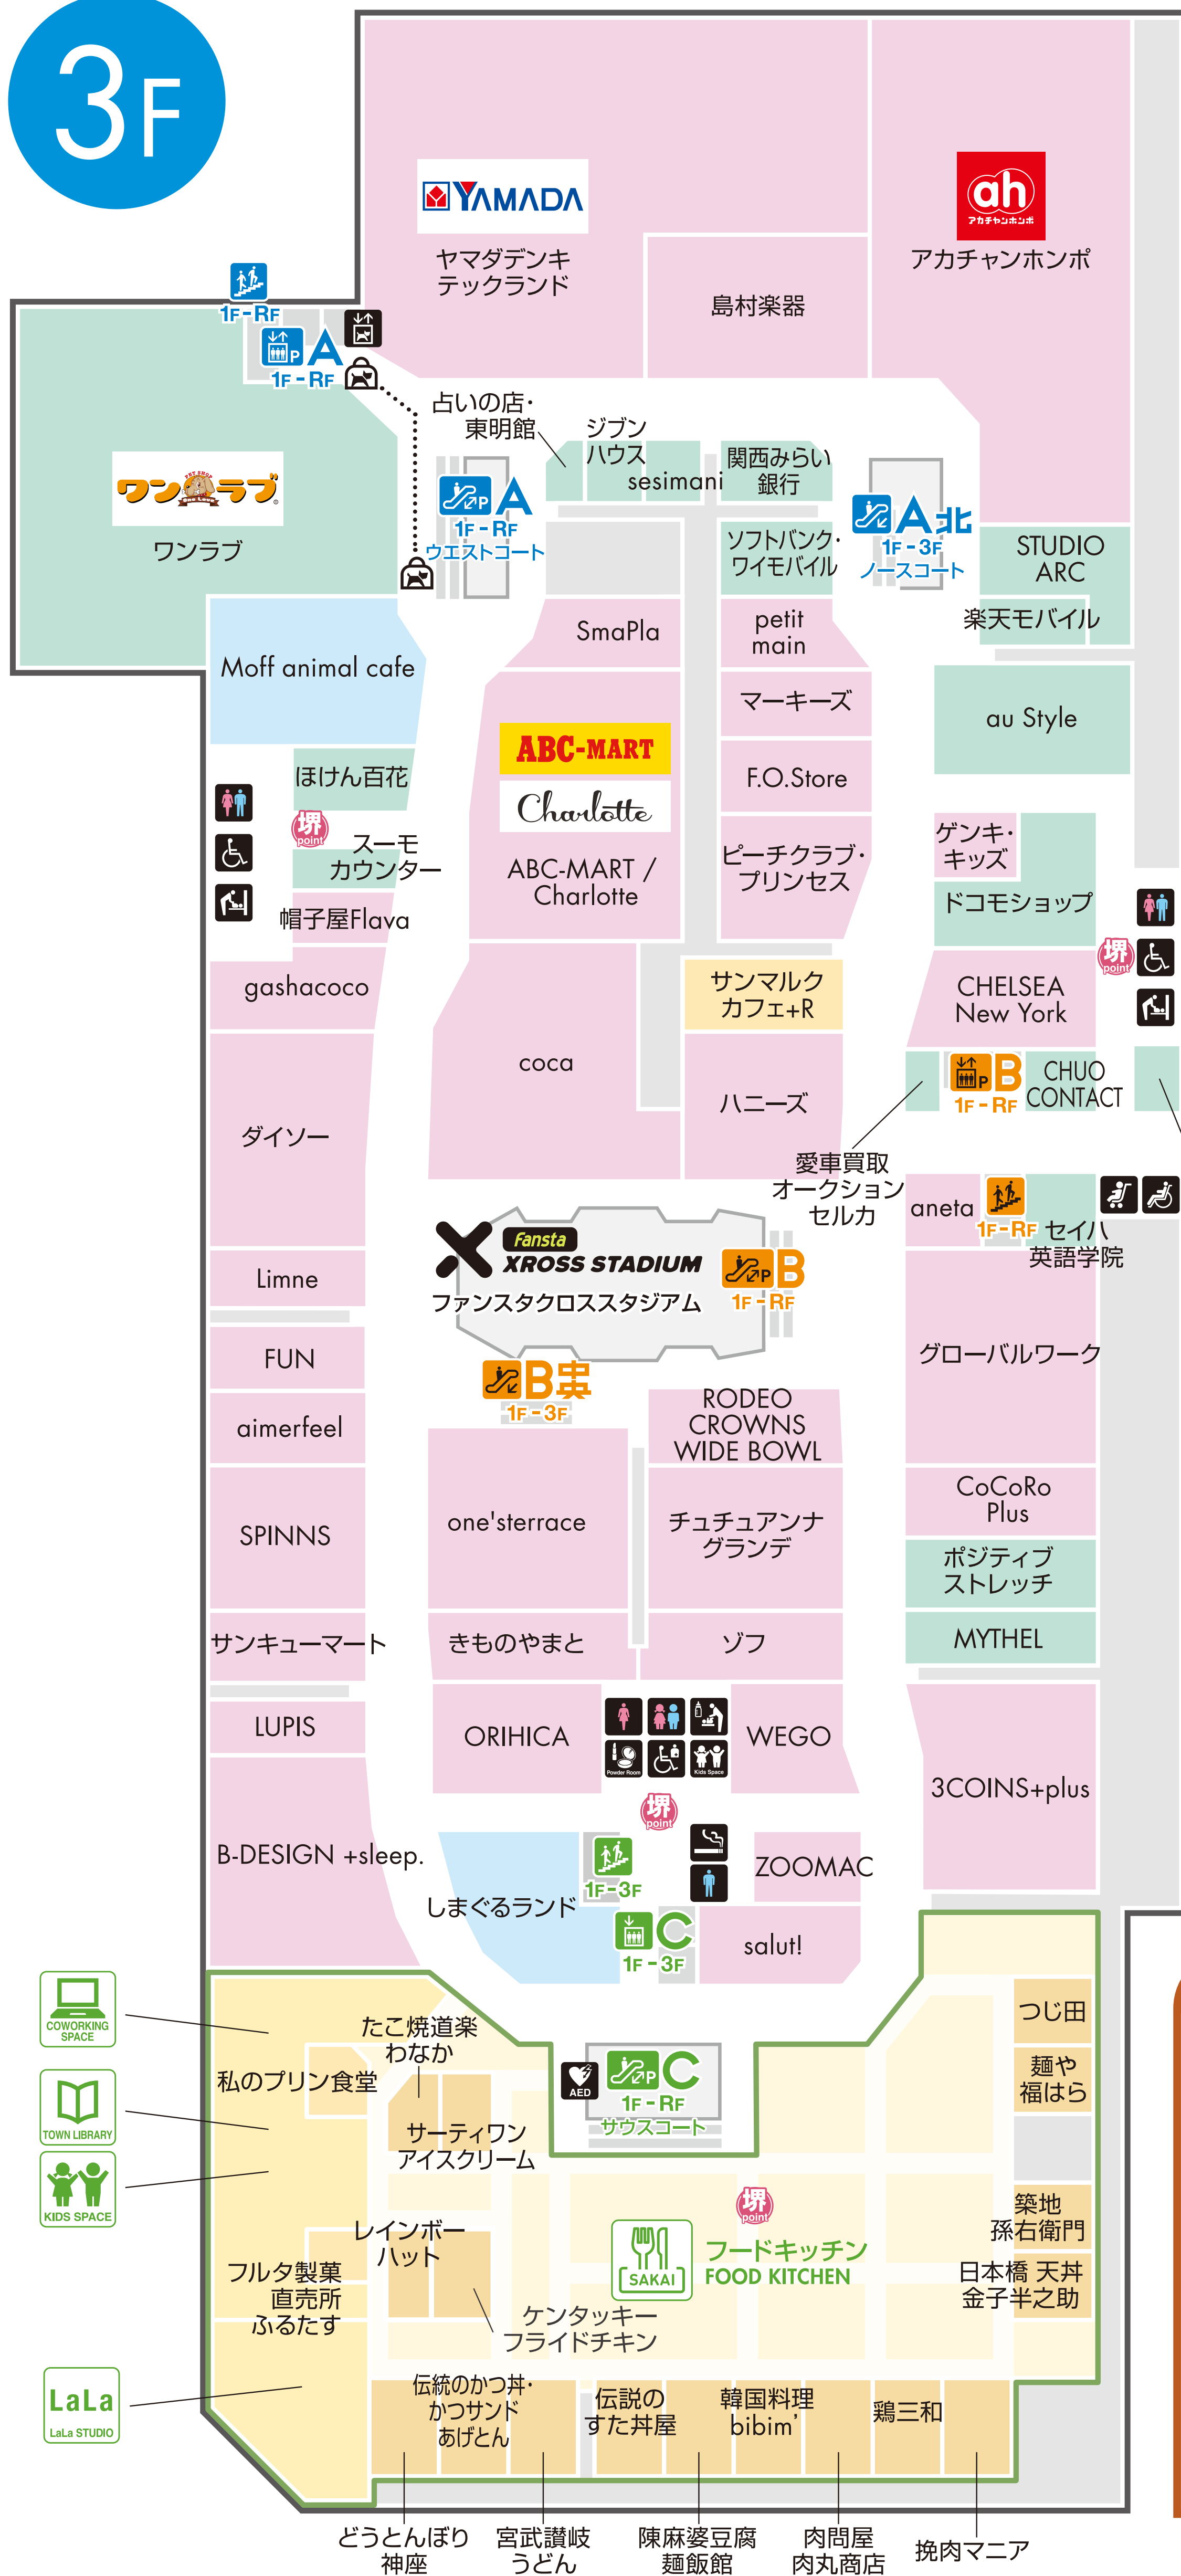 3F
YAMADA
ヤマダデンキ
テックランド
島村楽器
ah
アカチャンホンポ
アカチャンホンポ
1F-RF
P A
1F-RF
PET SHOP
ワンラブ
One Love
ワンラブ
占いの店・
東明館
ジブン
ハウス
sesimani
関西みらい
銀行
P A
1F-RF
ウエストコート
ソフトバンク・
ワイモバイル
A北
1F-3F
ノースコート
STUDIO
ARC
楽天モバイル
SmaPla
petit
main
Moff animal cafe
マーキーズ
au Style
ABC-MART
Charlotte
ABC-MART /
Charlotte
F.O.Store
ほけん百花
堺
point
スーモ
カウンター
ピーチクラブ・
プリンセス
ゲンキ・
キッズ
ドコモショップ
帽子屋Flava
gashacoco
サンマルク
カフェ+R
CHELSEA
New York
堺
point
coca
ハニーズ
P B
1F-RF
CHUO
CONTACT
ダイソー
愛車買取
オークション
セルカ
aneta
1F-RF
セイハ
英語学院
Limne
Fansta
XROSS STADIUM
ファンスタクロススタジアム
P B
1F-RF
グローバルワーク
FUN
B中央
1F-3F
aimerfeel
RODEO
CROWNS
WIDE BOWL
one'sterrace
チュチュアンナ
グランデ
CoCoRo
Plus
SPINNS
ポジティブ
ストレッチ
サンキューマート
きものやまと
ゾフ
MYTHEL
LUPIS
ORIHICA
Powder Room
Kids Space
WEGO
3COINS+plus
堺
point
B-DESIGN +sleep.
しまぐるランド
1F-3F
ZOOMAC
C
1F-3F
salut!
COWORKING
SPACE
たこ焼道楽
わなか
つじ田
私のプリン食堂
AED
P C
1F-RF
サウスコート
麺や
福はら
TOWN LIBRARY
サーティワン
アイスクリーム
KIDS SPACE
堺
point
築地
孫右衛門
レインボー
ハット
SAKAI
フードキッチン
FOOD KITCHEN
フルタ製菓
直売所
ふるたす
日本橋 天丼
金子半之助
ケンタッキー
フライドチキン
LaLa
LaLa STUDIO
伝統のかつ丼・
かつサンド
あげとん
伝説の
すた丼屋
韓国料理
bibim'
鶏三和
どうとんぼり
神座
宮武讃岐
うどん
陳麻婆豆腐
麺飯館
肉問屋
肉丸商店
挽肉マニア